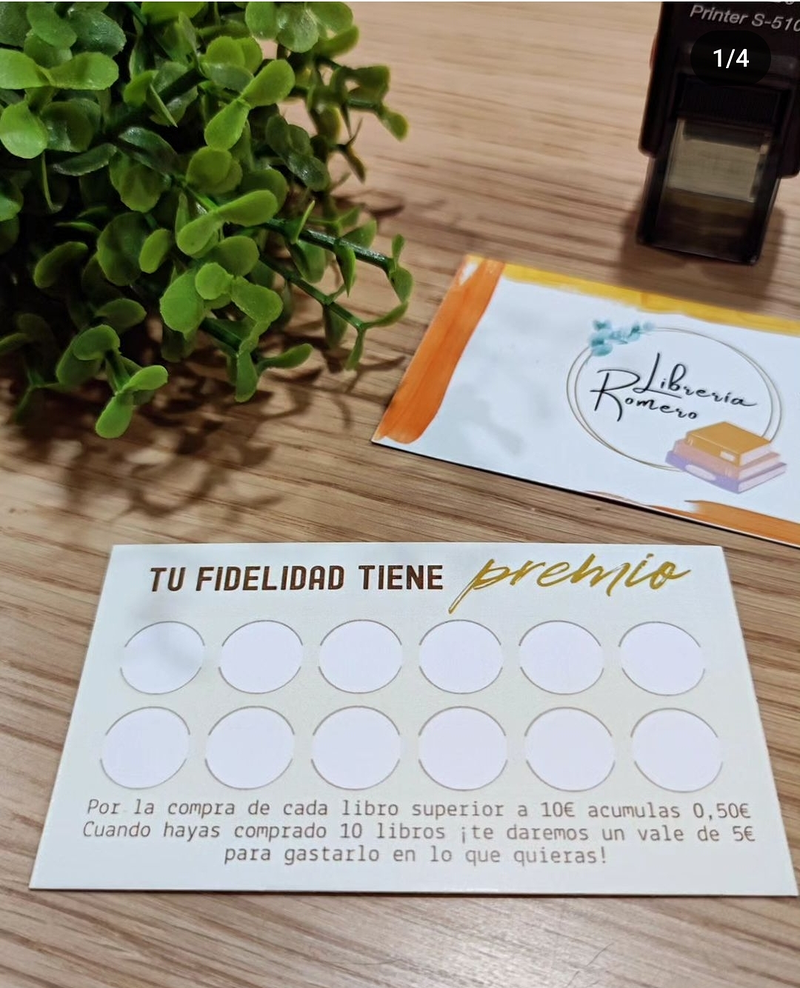 Printer S-510
1/4
Librería
Romero
TU FIDELIDAD TIENE premio
Por la compra de cada libro superior a 10€ acumulas 0,50€
Cuando hayas comprado 10 libros ¡te daremos un vale de 5€
para gastarlo en lo que quieras!